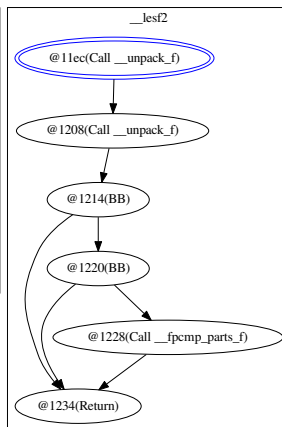 __lesf2
@11ec(Call __unpack_f)
@1208(Call __unpack_f)
@1214(BB)
@1220(BB)
@1228(Call __fpcmp_parts_f)
@1234(Return)